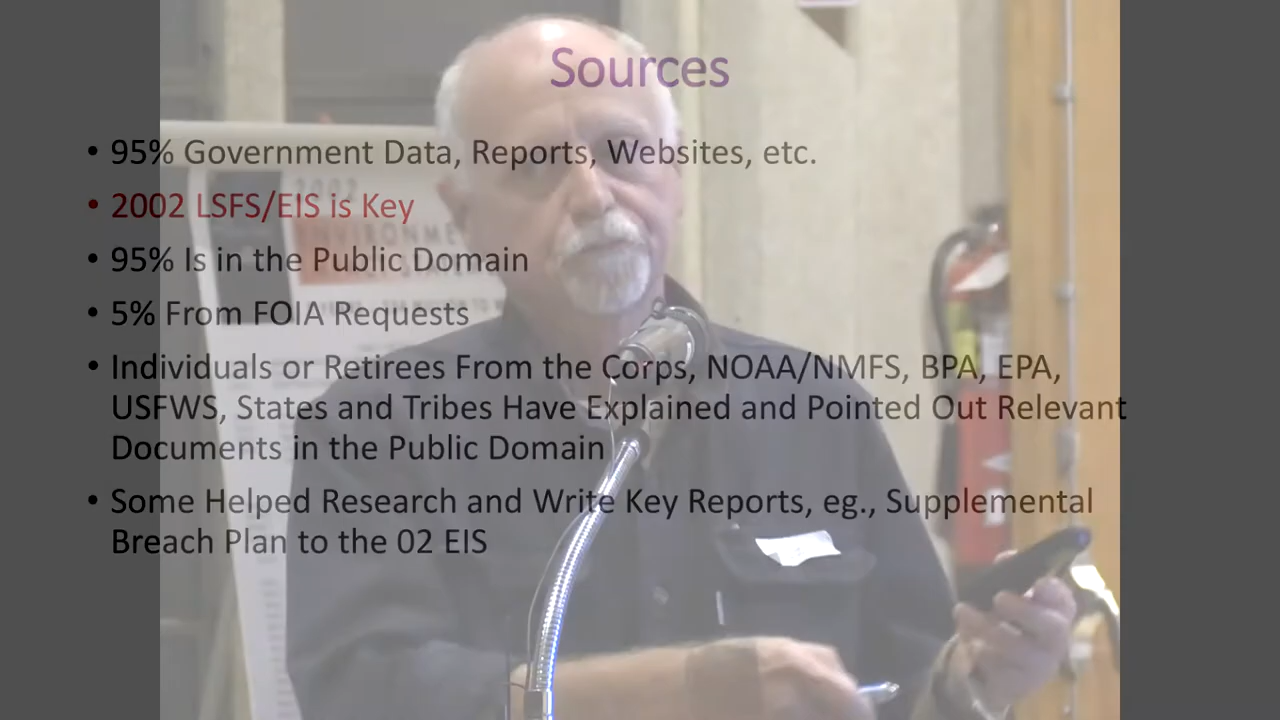 Sources
• 95% Government Data, Reports, Websites, etc.
• 2002 LSFS/EIS is Key
• 95% Is in the Public Domain
• 5% From FOIA Requests
• Individuals or Retirees From the Corps, NOAA/NMFS, BPA, EPA,
USFWS, States and Tribes Have Explained and Pointed Out Relevant
Documents in the Public Domain
• Some Helped Research and Write Key Reports, eg., Supplemental
Breach Plan to the 02 EIS
2002